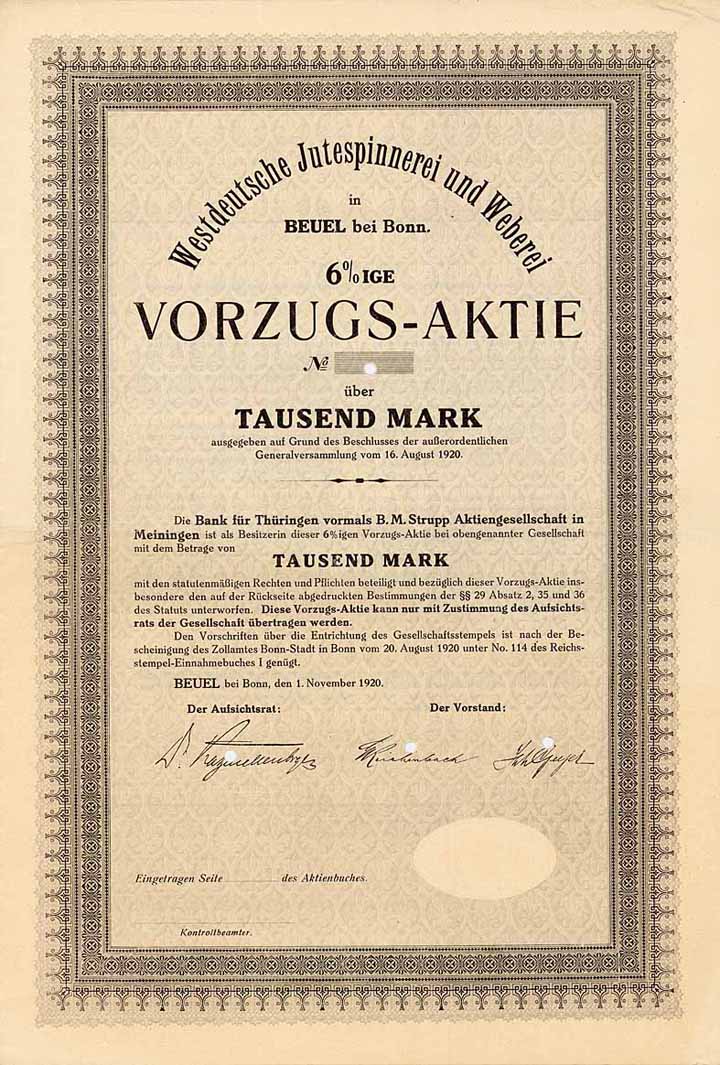 Westdeutsche Jutespinnerei und Weberei
in
BEUEL bei Bonn.
6% IGE
VORZUGS-AKTIE
No
über
TAUSEND MARK
ausgegeben auf Grund des Beschlusses der außerordentlichen
Generalversammlung vom 16. August 1920.
Die Bank für Thüringen vormals B. M. Strupp Aktiengesellschaft in
Meiningen ist als Besitzerin dieser 6%igen Vorzugs-Aktie bei obengenannter Gesellschaft
mit dem Betrage von
TAUSEND MARK
mit den statutenmäßigen Rechten und Pflichten beteiligt und bezüglich dieser Vorzugs-Aktie ins-
besondere den auf der Rückseite abgedruckten Bestimmungen der §§ 29 Absatz 2, 35 und 36
des Statuts unterworfen. Diese Vorzugs-Aktie kann nur mit Zustimmung des Aufsichts-
rats der Gesellschaft übertragen werden.
Den Vorschriften über die Entrichtung des Gesellschaftsstempels ist nach der Be-
scheinigung des Zollamtes Bonn-Stadt in Bonn vom 20. August 1920 unter No. 114 des Reichs-
stempel-Einnahmebuches I genügt.
BEUEL bei Bonn, den 1. November 1920.
Der Aufsichtsrat: Der Vorstand:
Dr.
Eingetragen Seite des Aktienbuches.
Kontrollbeamter.